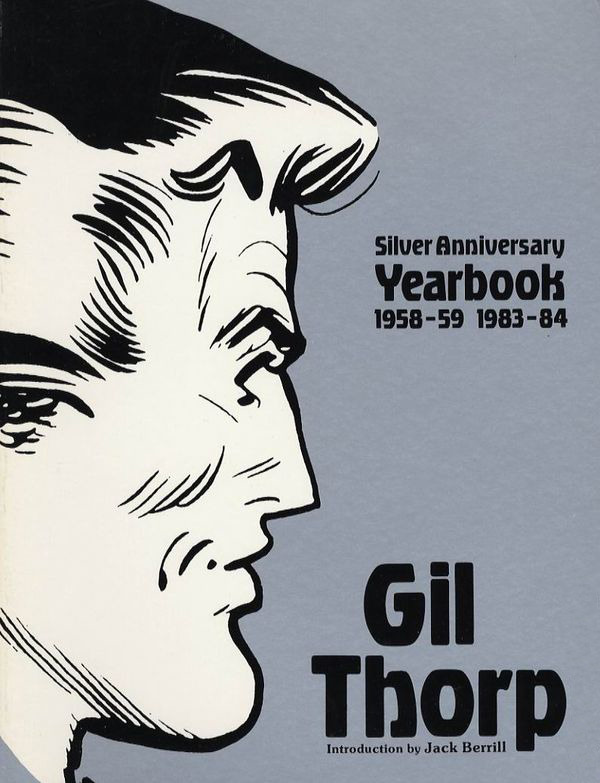 Silver Anniversary
Yearbook
1958-59 1983-84
Gil
Thorp
Introduction by Jack Berrill